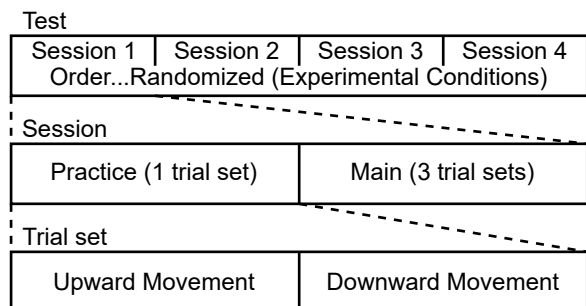 Test
Session 1 Session 2 Session 3 Session 4
Order...Randomized (Experimental Conditions)
Session
Practice (1 trial set) Main (3 trial sets)
Trial set
Upward Movement Downward Movement